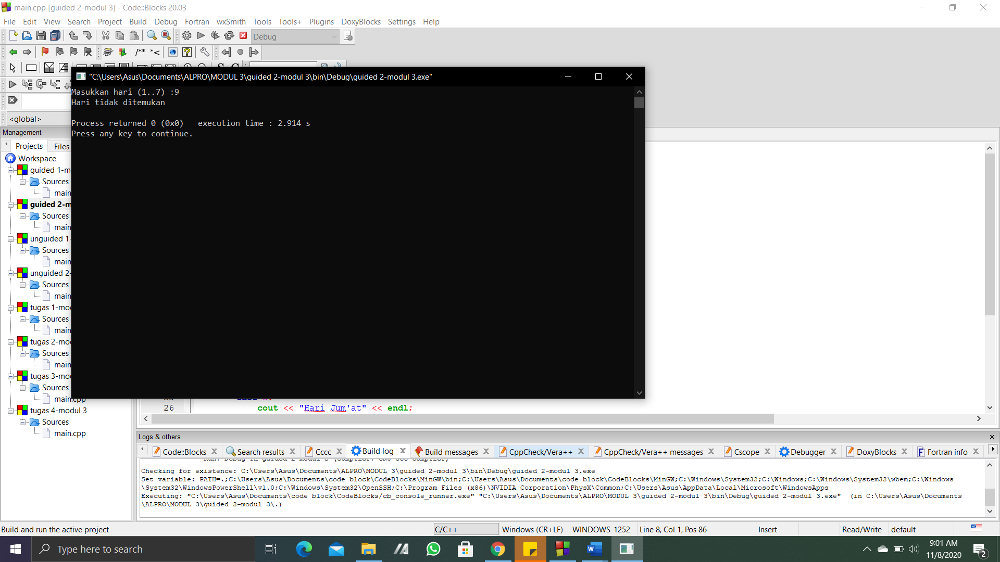 main.cpp [guided 2-modul 3] - Code::Blocks 20.03
File Edit View Search Project Build Debug Fortran wxSmith Tools Tools+ Plugins DoxyBlocks Settings Help
Debug
/** *<
"C:\Users\Asus\Documents\ALPRO\MODUL 3\guided 2-modul 3\bin\Debug\guided 2-modul 3.exe"
Masukkan hari (1..7) :9
Hari tidak ditemukan
Process returned 0 (0x0) execution time : 2.914 s
Press any key to continue.
<global>
Management
Projects Files
Workspace
guided 1-m
Sources
main
guided 2-m
Sources
main
unguided 1-
Sources
main
unguided 2-
Sources
main
tugas 1-mo
Sources
main
tugas 2-mo
Sources
main
tugas 3-mo
Sources
main.cpp
tugas 4-modul 3
Sources
main.cpp
26 cout << "Hari Jum'at" << endl;
Logs & others
Code::Blocks Search results Cccc Build log Build messages CppCheck/Vera++ CppCheck/Vera++ messages Cscope Debugger DoxyBlocks Fortran info
Checking for existence: C:\Users\Asus\Documents\ALPRO\MODUL 3\guided 2-modul 3\bin\Debug\guided 2-modul 3.exe
Set variable: PATH=.;C:\Users\Asus\Documents\code block\CodeBlocks\MinGW\bin;C:\Users\Asus\Documents\code block\CodeBlocks\MinGW;C:\Windows\System32;C:\Windows;C:\Windows\System32\wbem;C:\Windows
\System32\WindowsPowerShell\v1.0;C:\Windows\System32\OpenSSH;C:\Program Files (x86)\NVIDIA Corporation\PhysX\Common;C:\Users\Asus\AppData\Local\Microsoft\WindowsApps
Executing: "C:\Users\Asus\Documents\code block\CodeBlocks/cb_console_runner.exe" "C:\Users\Asus\Documents\ALPRO\MODUL 3\guided 2-modul 3\bin\Debug\guided 2-modul 3.exe" (in C:\Users\Asus\Documents
\ALPRO\MODUL 3\guided 2-modul 3\.)
Build and run the active project C/C++ Windows (CR+LF) WINDOWS-1252 Line 8, Col 1, Pos 86 Insert Read/Write default
Type here to search
9:01 AM
11/8/2020
2